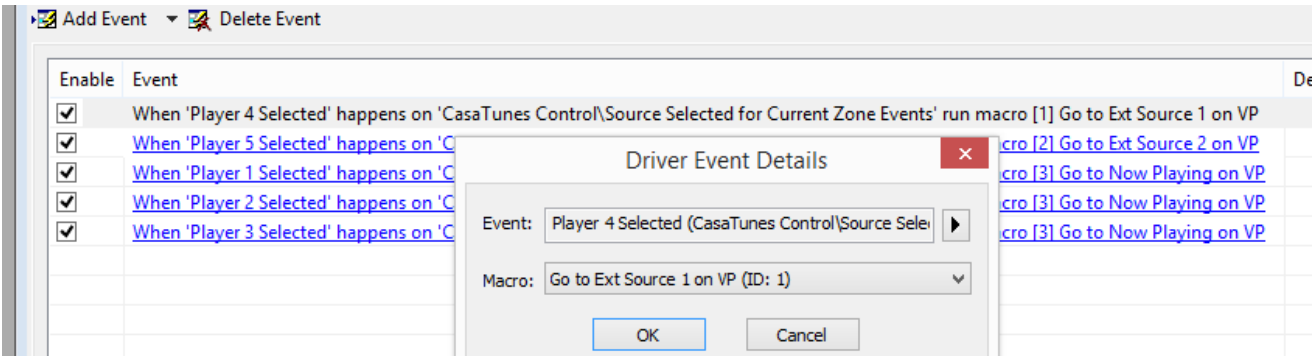 Add Event Delete Event
Enable Event De
When 'Player 4 Selected' happens on 'CasaTunes Control\Source Selected for Current Zone Events' run macro [1] Go to Ext Source 1 on VP
When 'Player 5 Selected' happens on 'C cro [2] Go to Ext Source 2 on VP
Driver Event Details
When 'Player 1 Selected' happens on 'C cro [3] Go to Now Playing on VP
When 'Player 2 Selected' happens on 'C cro [3] Go to Now Playing on VP
Event: Player 4 Selected (CasaTunes Control\Source Sele
When 'Player 3 Selected' happens on 'C cro [3] Go to Now Playing on VP
Macro: Go to Ext Source 1 on VP (ID: 1)
OK Cancel